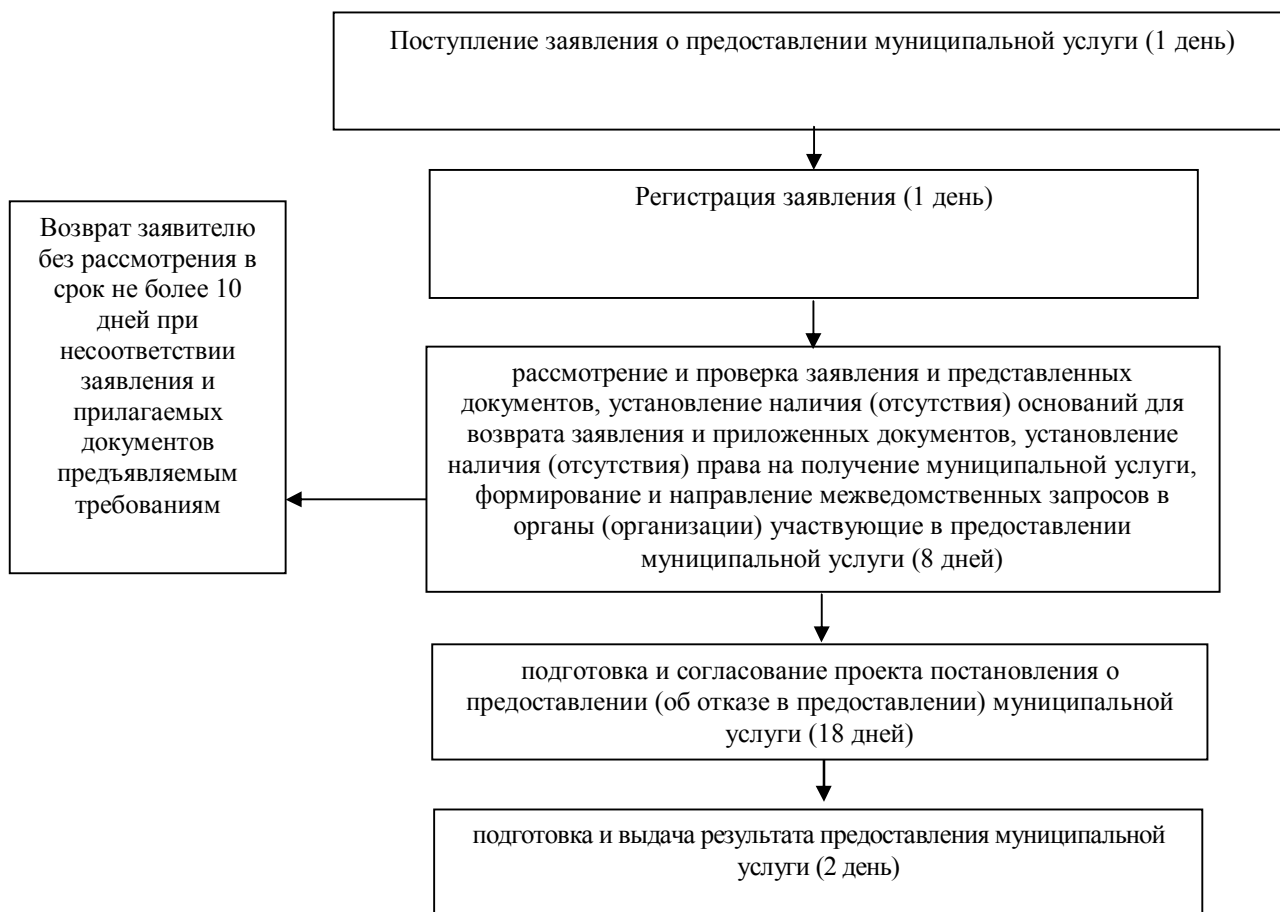 Поступление заявления о предоставлении муниципальной услуги (1 день)
Регистрация заявления (1 день)
Возврат заявителю
без рассмотрения в
срок не более 10
дней при
несоответствии
заявления и
прилагаемых
документов
предъявляемым
требованиям
рассмотрение и проверка заявления и представленных
документов, установление наличия (отсутствия) оснований для
возврата заявления и приложенных документов, установление
наличия (отсутствия) права на получение муниципальной услуги,
формирование и направление межведомственных запросов в
органы (организации) участвующие в предоставлении
муниципальной услуги (8 дней)
подготовка и согласование проекта постановления о
предоставлении (об отказе в предоставлении) муниципальной
услуги (18 дней)
подготовка и выдача результата предоставления муниципальной
услуги (2 день)